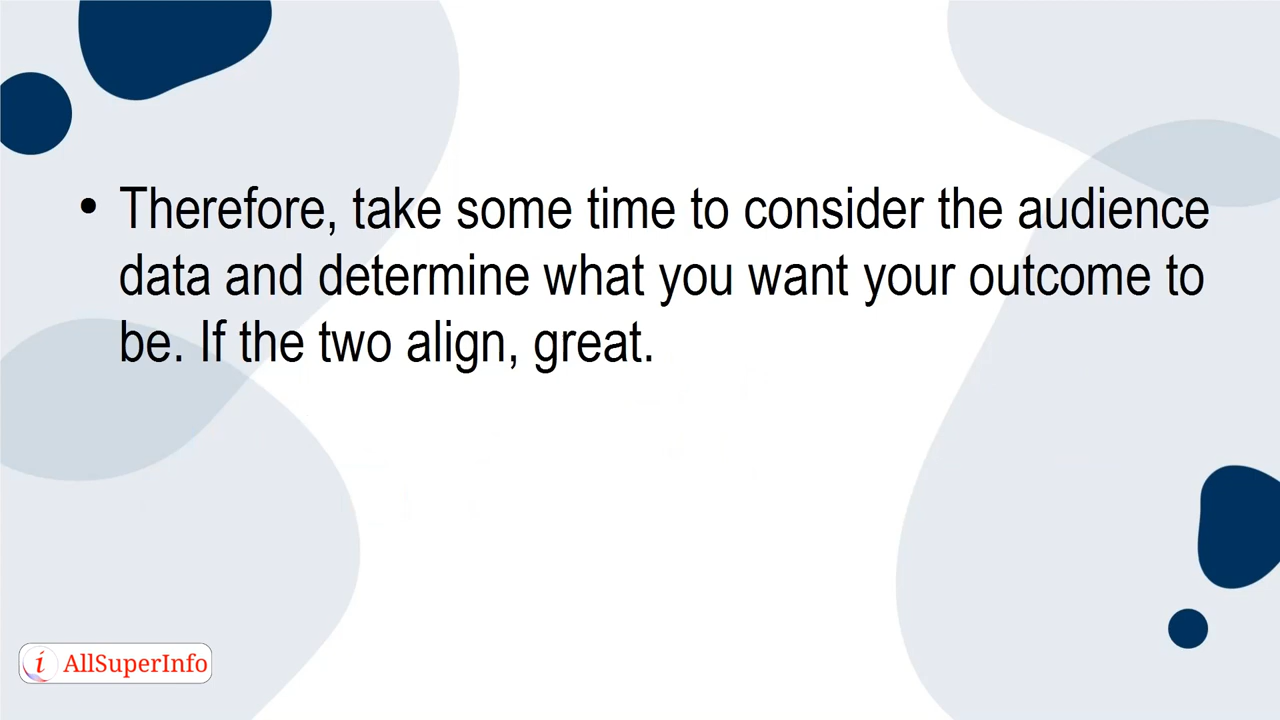 • Therefore, take some time to consider the audience
data and determine what you want your outcome to
be. If the two align, great.
i AllSuperInfo